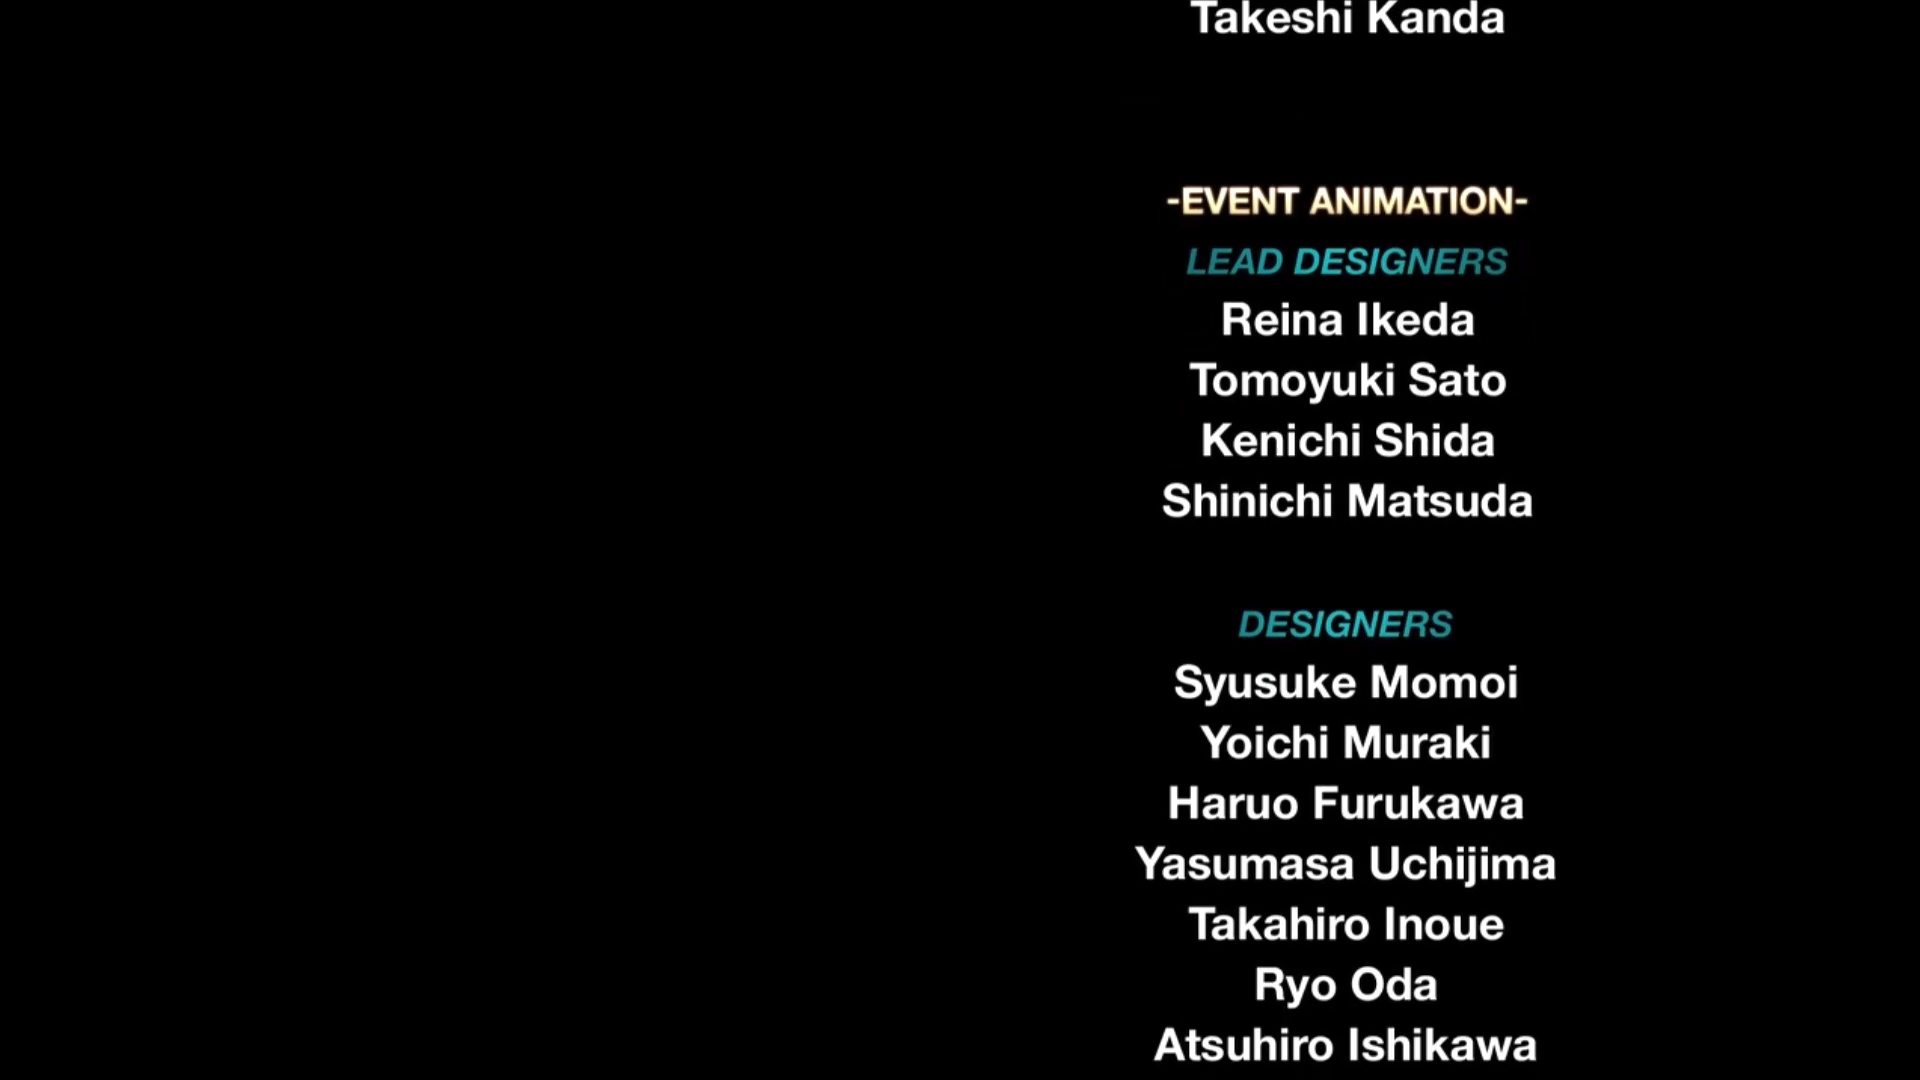 Takeshi Kanda
-EVENT ANIMATION-
LEAD DESIGNERS
Reina Ikeda
Tomoyuki Sato
Kenichi Shida
Shinichi Matsuda
DESIGNERS
Syusuke Momoi
Yoichi Muraki
Haruo Furukawa
Yasumasa Uchijima
Takahiro Inoue
Ryo Oda
Atsuhiro Ishikawa